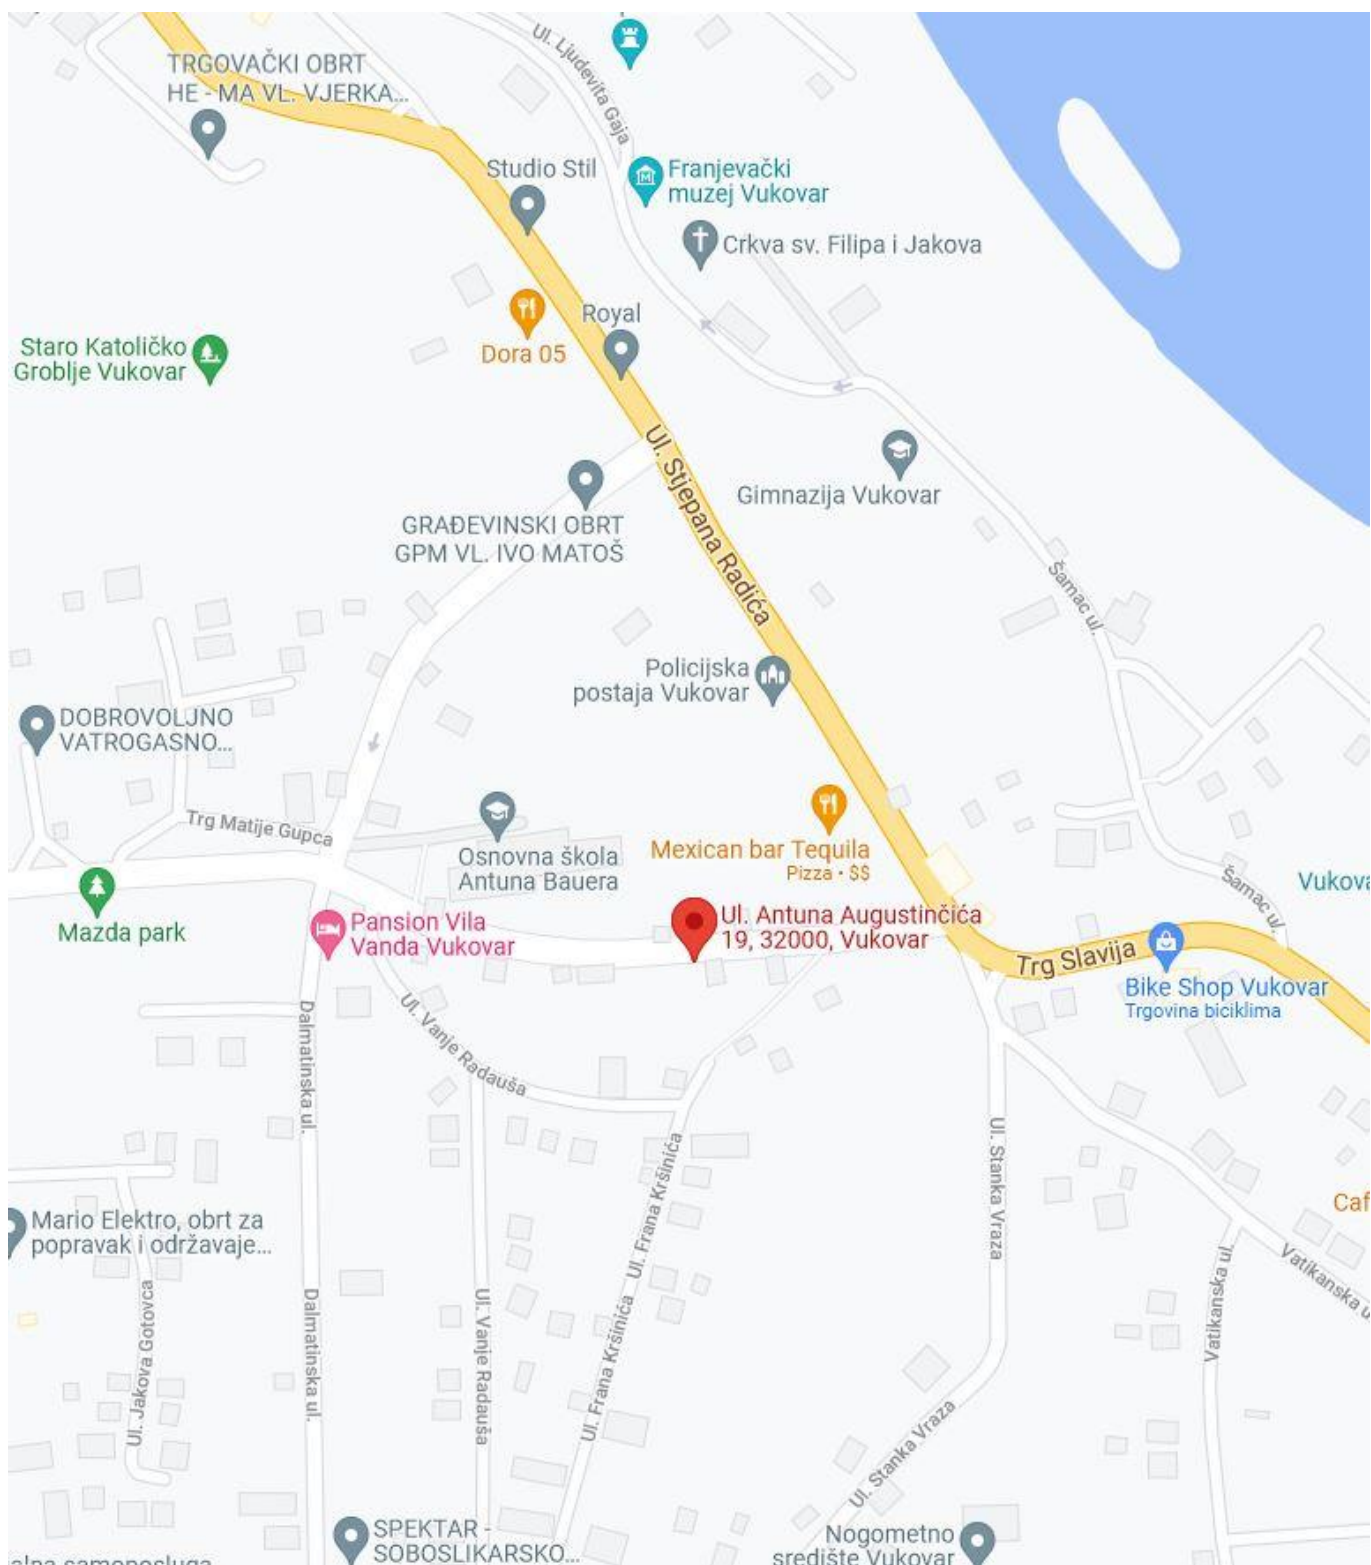 Ul. Ljudevita Gaja
TRGOVAČKI OBRT
HE - MA VL. VJERKA...
Studio Stil
Franjevački
muzej Vukovar
Crkva sv. Filipa i Jakova
Royal
Dora 05
Staro Katoličko
Groblje Vukovar
Ul. Stjepana Radića
Gimnazija Vukovar
GRAĐEVINSKI OBRT
GPM VL. IVO MATOŠ
Šamac ul.
Policijska
postaja Vukovar
DOBROVOLJNO
VATROGASNO...
Trg Matije Gupca
Osnovna škola
Antuna Bauera
Mexican bar Tequila
Pizza • $$
Šamac ul.
Vukova
Mazda park
Pansion Vila
Vanda Vukovar
Ul. Antuna Augustinčića
19, 32000, Vukovar
Trg Slavija
Bike Shop Vukovar
Trgovina biciklima
Dalmatinska ul.
Ul. Vanje Radauša
Ul. Stanka Vraza
Ul. Frana Kršinića
Mario Elektro, obrt za
popravak i održavaje...
Caf
Vatikanska ul.
Vatikanska u
Ul. Jakova Gotovca
Dalmatinska ul.
Ul. Vanje Radauša
Ul. Frana Kršinića
Ul. Stanka Vraza
SPEKTAR -
SOBOSLIKARSKO...
Nogometno
središte Vukovar